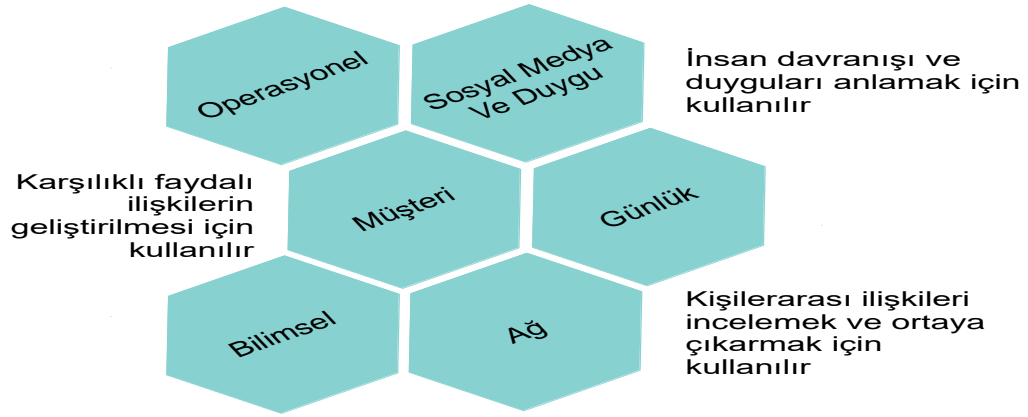 Operasyonel
Sosyal Medya
Ve Duygu
İnsan davranışı ve
duyguları anlamak için
kullanılır
Karşılıklı faydalı
ilişkilerin
geliştirilmesi için
kullanılır
Müşteri
Günlük
Bilimsel
Ağ
Kişilerarası ilişkileri
incelemek ve ortaya
çıkarmak için
kullanılır